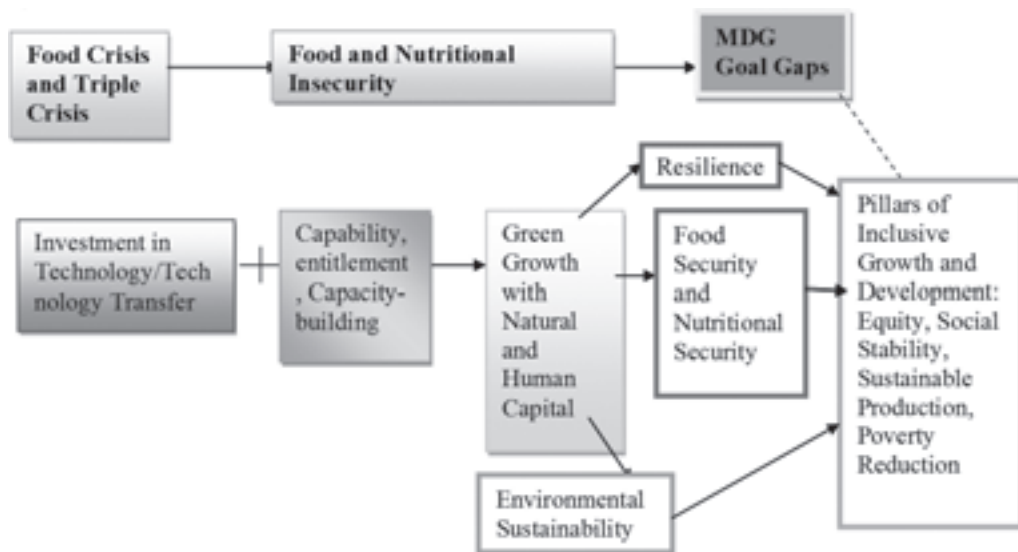 Food Crisis
and Triple
Crisis
Food and Nutritional
Insecurity
MDG
Goal Gaps
Resilience
Investment in
Technology/Tech
nology Transfer
Capability,
entitlement
, Capacity-
building
Green
Growth
with
Natural
and
Human
Capital
Food
Security
and
Nutritional
Security
Pillars of
Inclusive
Growth and
Development:
Equity, Social
Stability,
Sustainable
Production,
Poverty
Reduction
Environmental
Sustainability